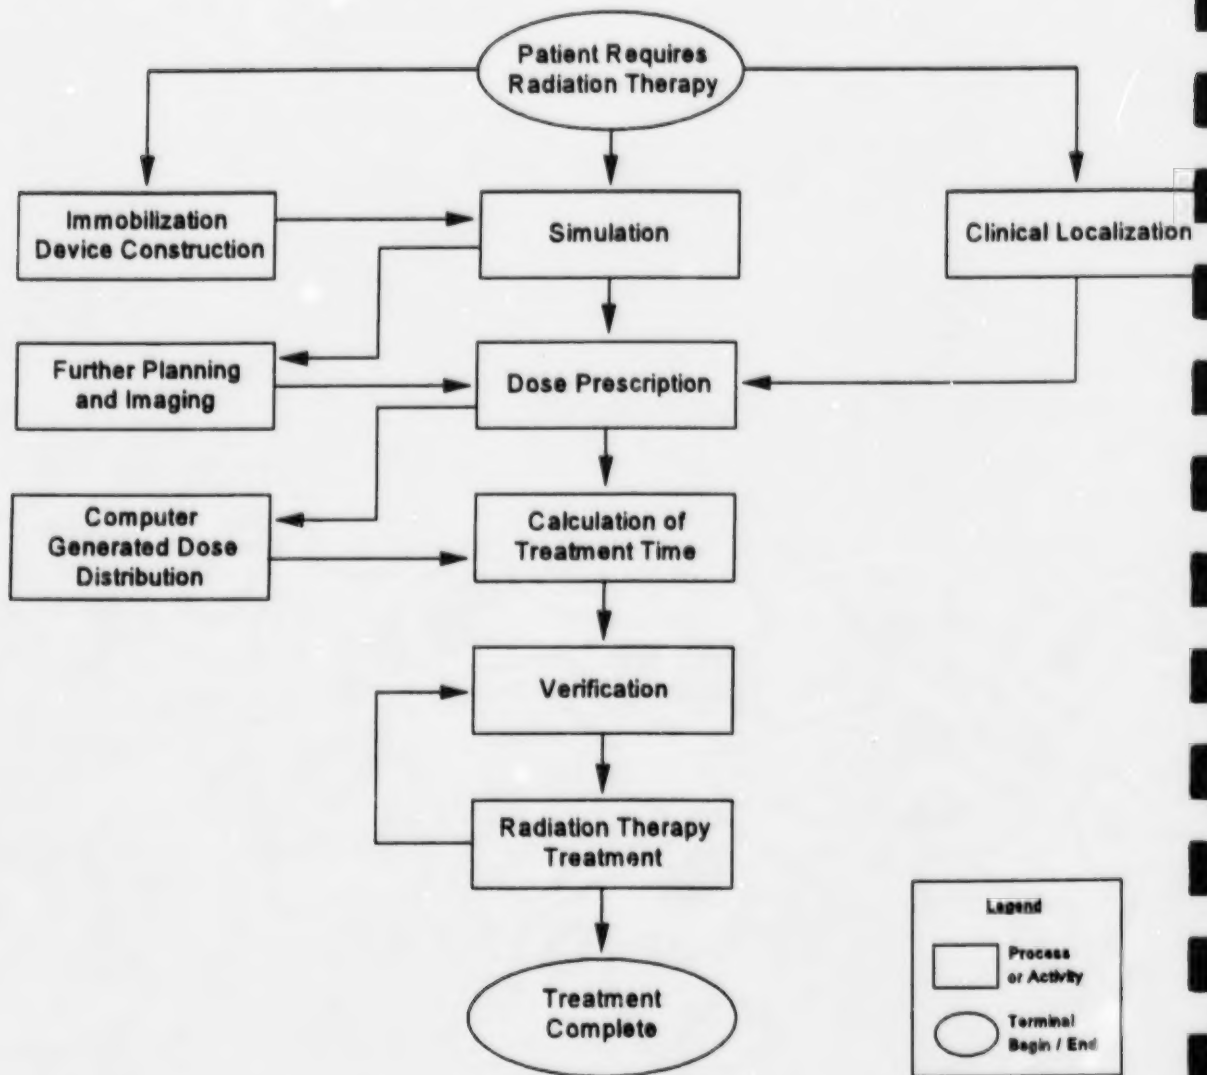 Patient Requires
Radiation Therapy
Immobilization
Device Construction
Simulation
Clinical Localization
Further Planning
and Imaging
Dose Prescription
Computer
Generated Dose
Distribution
Calculation of
Treatment Time
Verification
Radiation Therapy
Treatment
Treatment
Complete
Legend
Process
or Activity
Terminal
Begin / End